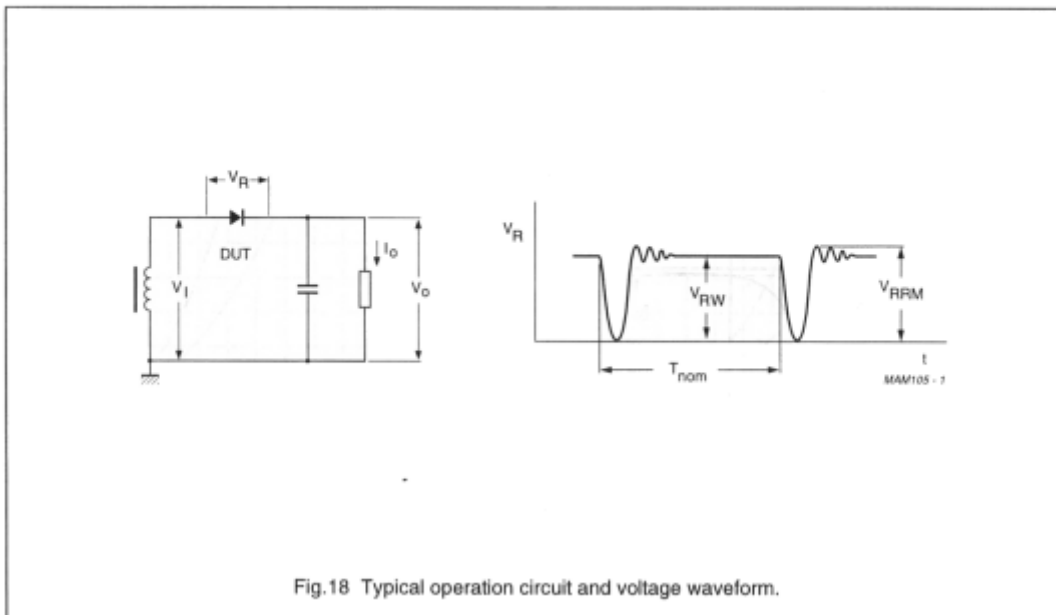 V_R
DUT
I_o
V_I
V_o
V_R
V_RW
V_RRM
T_nom
t
MAM105 - 1
Fig.18 Typical operation circuit and voltage waveform.